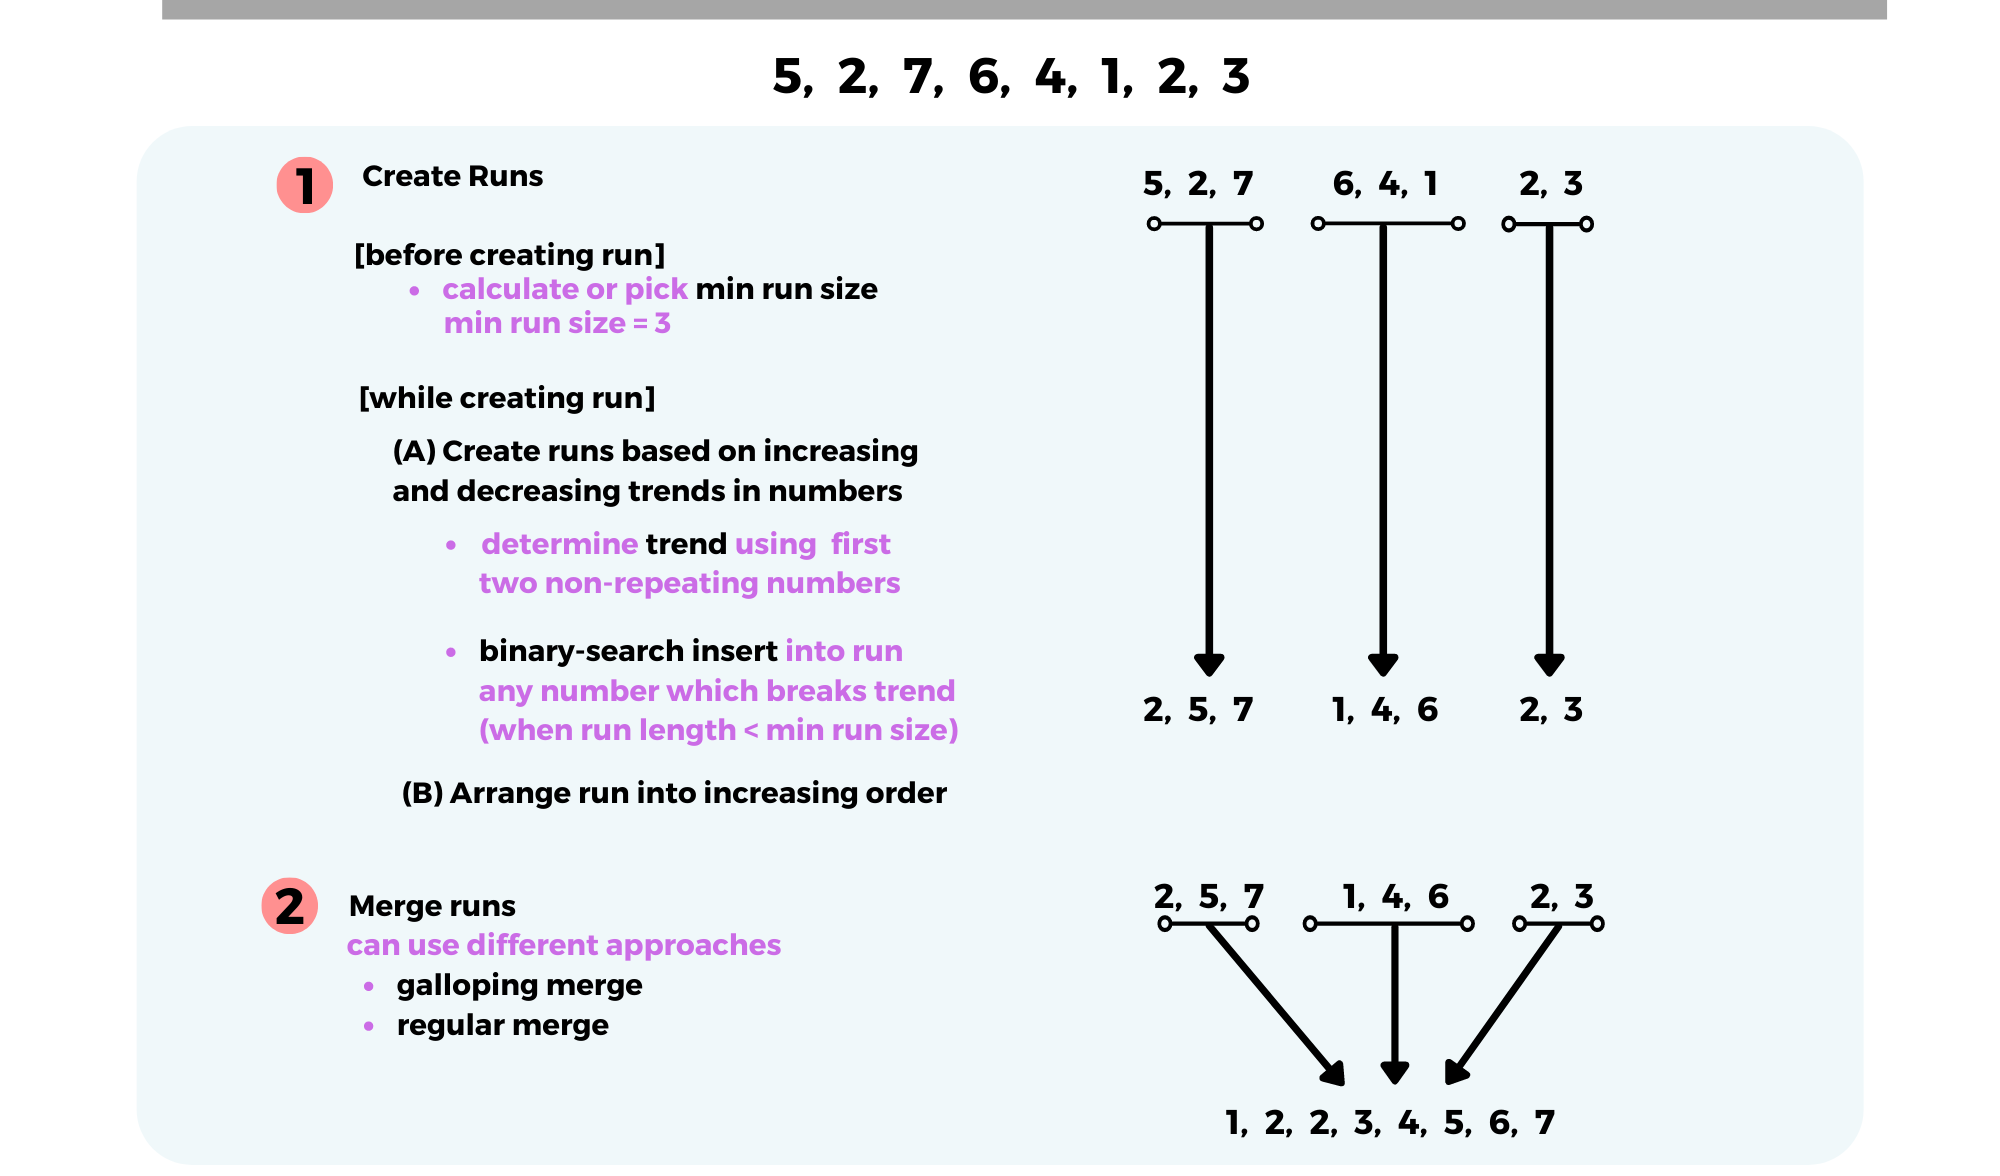 5, 2, 7, 6, 4, 1, 2, 3
1 Create Runs
[before creating run]
• calculate or pick min run size
min run size = 3
[while creating run]
(A) Create runs based on increasing
and decreasing trends in numbers
• determine trend using first
two non-repeating numbers
• binary-search insert into run
any number which breaks trend
(when run length < min run size)
(B) Arrange run into increasing order
5, 2, 7 6, 4, 1 2, 3
2, 5, 7 1, 4, 6 2, 3
2 Merge runs
can use different approaches
• galloping merge
• regular merge
2, 5, 7 1, 4, 6 2, 3
1, 2, 2, 3, 4, 5, 6, 7